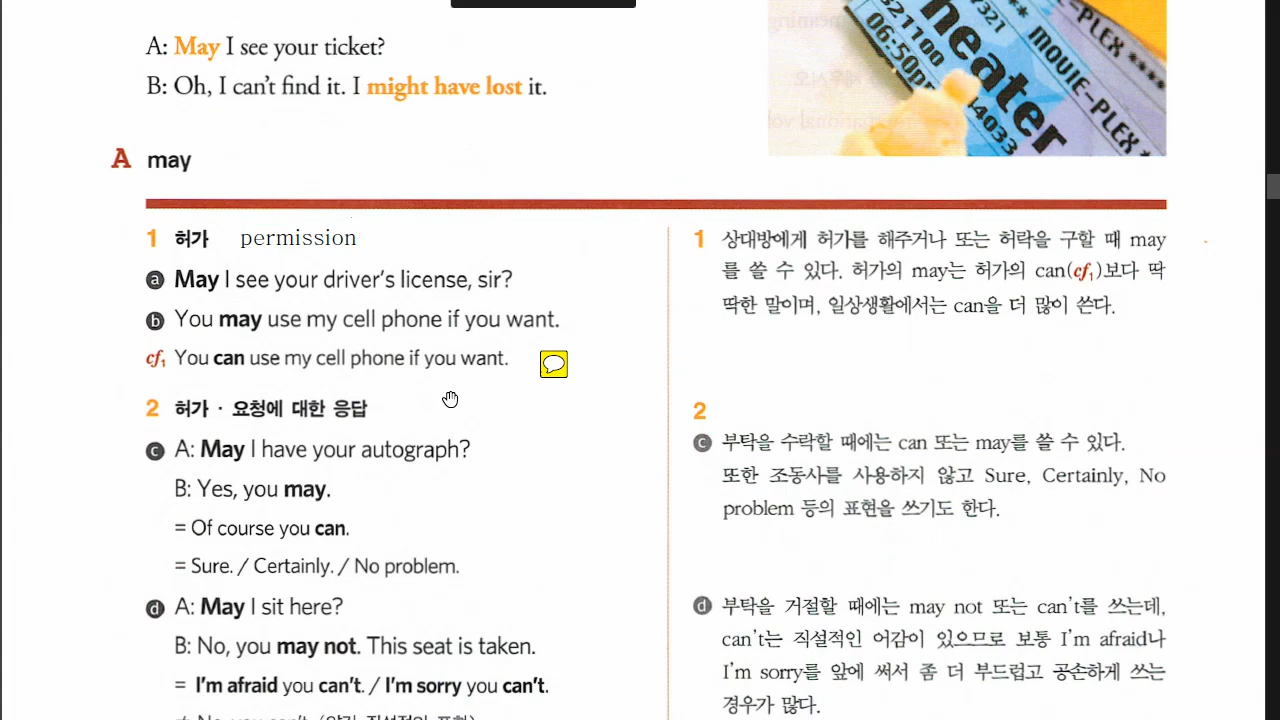 A: May I see your ticket?
B: Oh, I can't find it. I might have lost it.
321100
7321
06:50p
heater
44033
MOVIE-PLEX *
-PLEX ****
A may
1 허가 permission
a May I see your driver's license, sir?
b You may use my cell phone if you want.
cf1 You can use my cell phone if you want.
2 허가 · 요청에 대한 응답
c A: May I have your autograph?
B: Yes, you may.
= Of course you can.
= Sure. / Certainly. / No problem.
d A: May I sit here?
B: No, you may not. This seat is taken.
= I'm afraid you can't. / I'm sorry you can't.
1 상대방에게 허가를 해주거나 또는 허락을 구할 때 may
를 쓸 수 있다. 허가의 may는 허가의 can(cf1)보다 딱
딱한 말이며, 일상생활에서는 can을 더 많이 쓴다.
2
c 부탁을 수락할 때에는 can 또는 may를 쓸 수 있다.
또한 조동사를 사용하지 않고 Sure, Certainly, No
problem 등의 표현을 쓰기도 한다.
d 부탁을 거절할 때에는 may not 또는 can't를 쓰는데,
can't는 직설적인 어감이 있으므로 보통 I'm afraid나
I'm sorry를 앞에 써서 좀 더 부드럽고 공손하게 쓰는
경우가 많다.